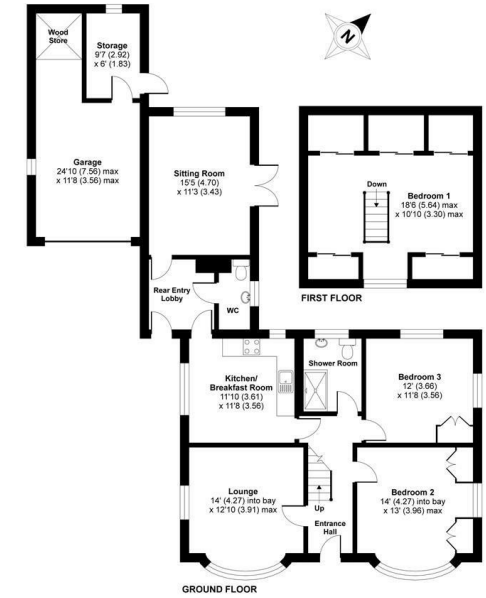 Wood
Store
Storage
9'7 (2.92)
x 6' (1.83)
N
Garage
24'10 (7.56) max
x 11'8 (3.56) max
Sitting Room
15'5 (4.70)
x 11'3 (3.43)
Down
Bedroom 1
18'6 (5.64) max
x 10'10 (3.30) max
FIRST FLOOR
Rear Entry
Lobby
WC
Kitchen/
Breakfast Room
11'10 (3.61)
x 11'8 (3.56)
Shower Room
Bedroom 3
12' (3.66)
x 11'8 (3.56)
Lounge
14' (4.27) into bay
x 12'10 (3.91) max
Up
Entrance
Hall
Bedroom 2
14' (4.27) into bay
x 13' (3.96) max
GROUND FLOOR